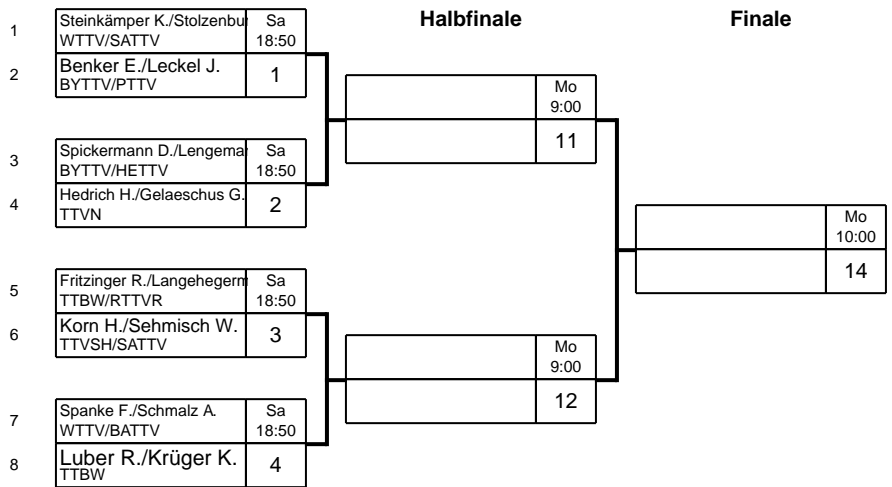 Halbfinale
Finale
1
Steinkämper K./Stolzenbu
Sa
WTTV/SATTV
18:50
2
Benker E./Leckel J.
1
BYTTV/PTTV
Mo
9:00
11
3
Spickermann D./Lengema
Sa
BYTTV/HETTV
18:50
4
Hedrich H./Gelaeschus G.
2
TTVN
Mo
10:00
14
5
Fritzinger R./Langehegerm
Sa
TTBW/RTTVR
18:50
6
Korn H./Sehmisch W.
3
TTVSH/SATTV
Mo
9:00
12
7
Spanke F./Schmalz A.
Sa
WTTV/BATTV
18:50
8
Luber R./Krüger K.
4
TTBW